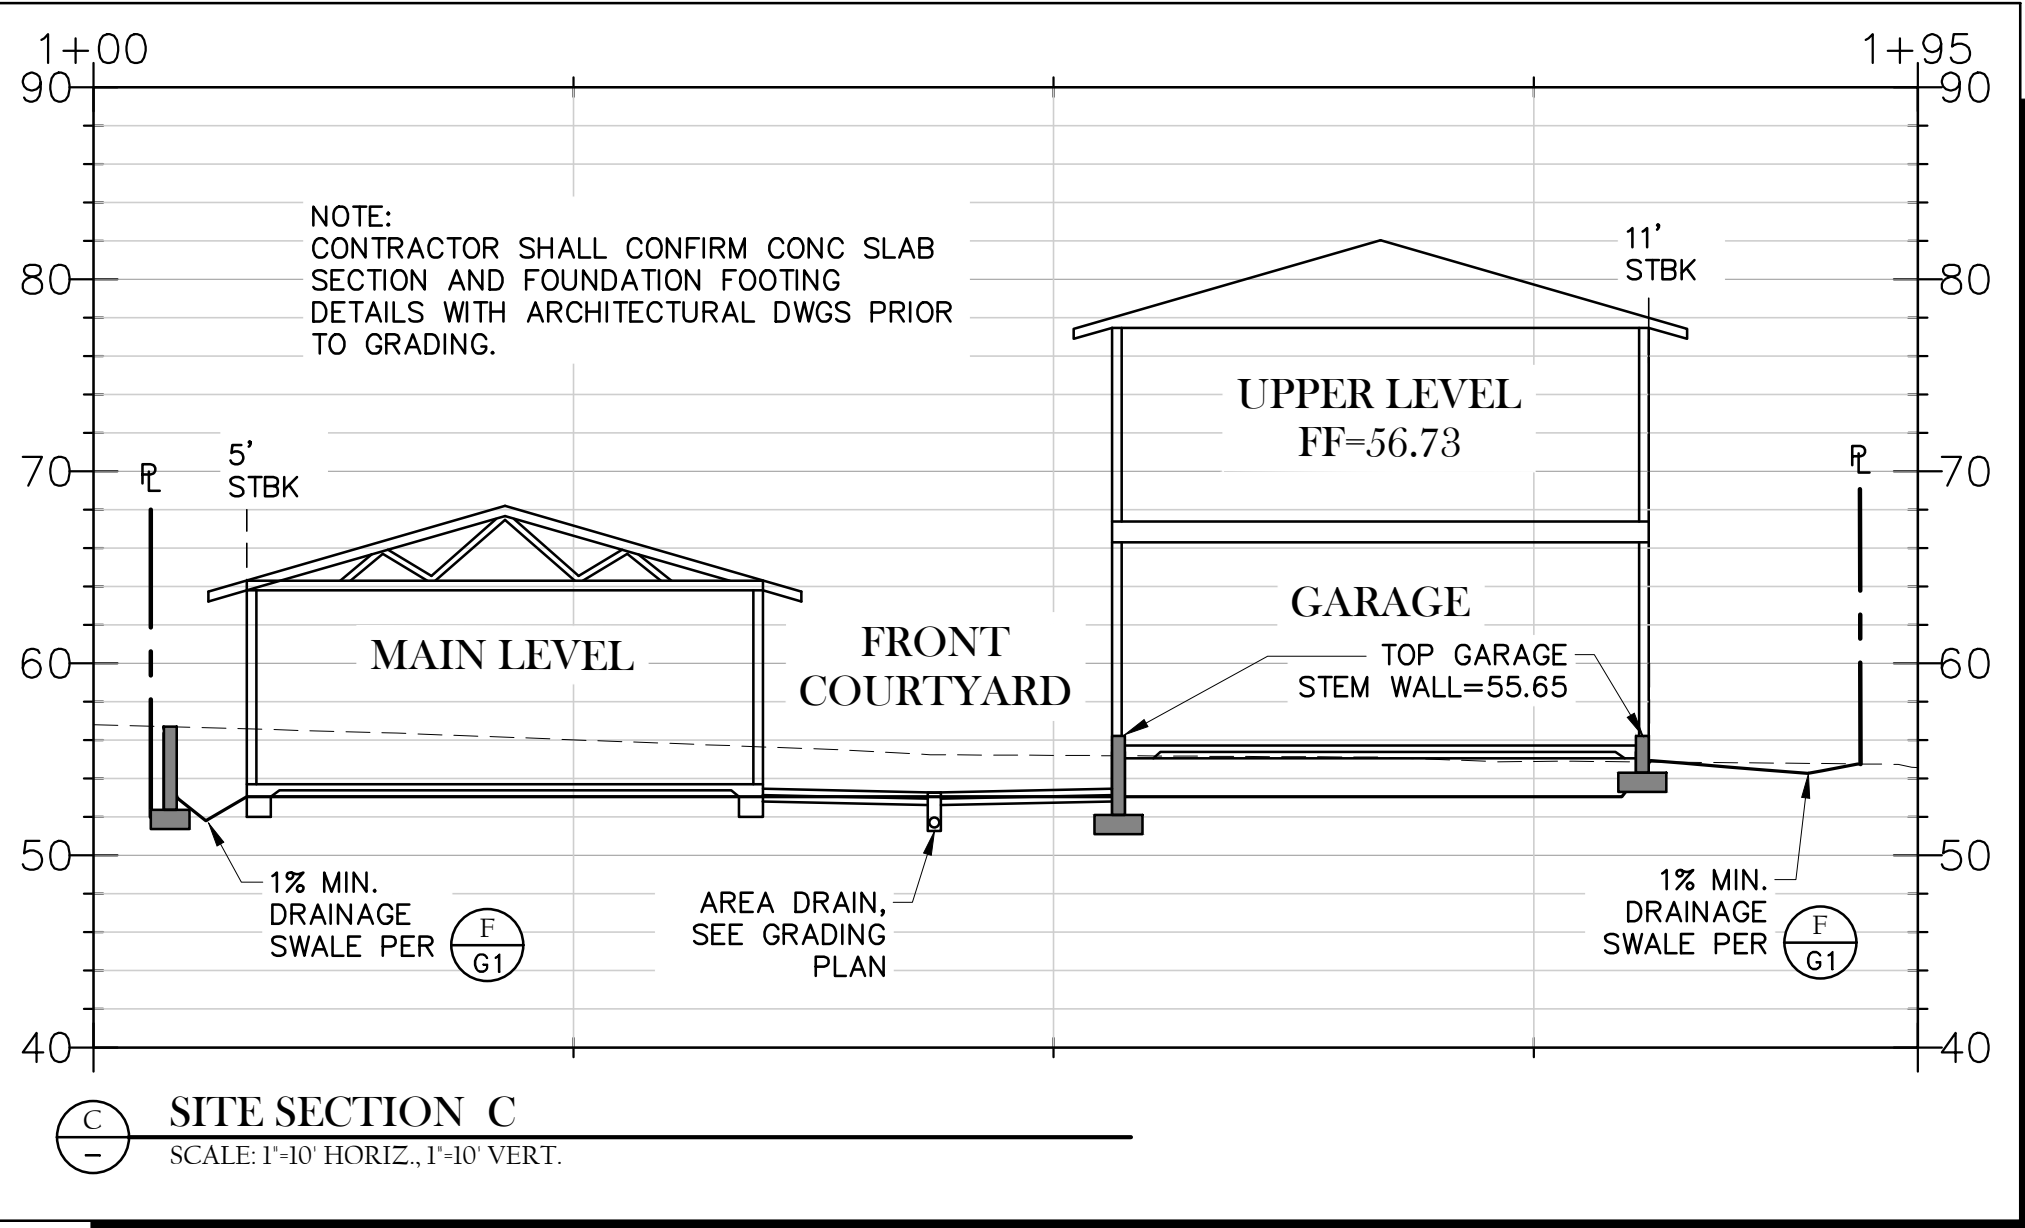 1+00
1+95
90
90
NOTE:
CONTRACTOR SHALL CONFIRM CONC SLAB
SECTION AND FOUNDATION FOOTING
DETAILS WITH ARCHITECTURAL DWGS PRIOR
TO GRADING.
11'
STBK
80
80
UPPER LEVEL
FF=56.73
5'
STBK
PL
PL
70
70
MAIN LEVEL
FRONT
COURTYARD
GARAGE
TOP GARAGE
STEM WALL=55.65
60
60
50
50
1% MIN.
DRAINAGE
SWALE PER
F
G1
AREA DRAIN,
SEE GRADING
PLAN
1% MIN.
DRAINAGE
SWALE PER
F
G1
40
40
C
–
SITE SECTION C
SCALE: 1"=10' HORIZ., 1"=10' VERT.